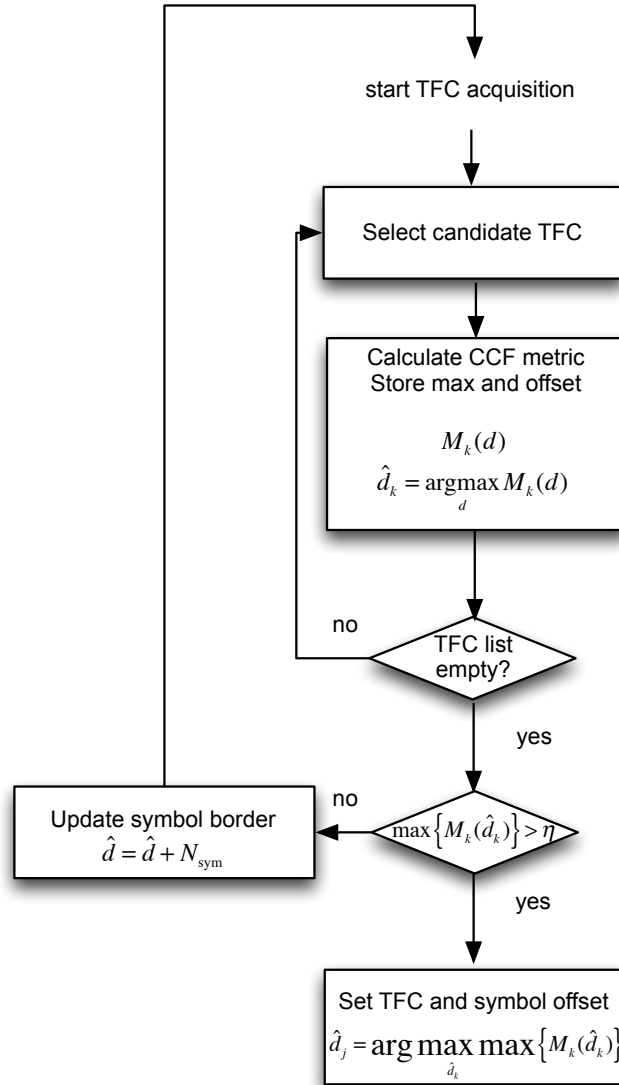 start TFC acquisition
Select candidate TFC
Calculate CCF metric
Store max and offset
M_k(d)
d̂_k = argmax_d M_k(d)
no
TFC list
empty?
yes
Update symbol border
d̂ = d̂ + N_sym
no
max{M_k(d̂_k)} > η
yes
Set TFC and symbol offset
d̂_j = arg max_{d̂_k} max{M_k(d̂_k)}